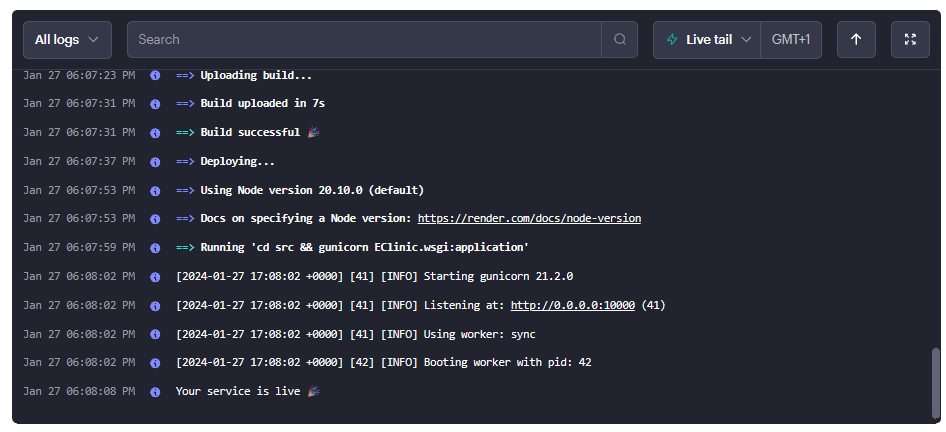 All logs Search Live tail GMT+1
Jan 27 06:07:23 PM ==> Uploading build...
Jan 27 06:07:31 PM ==> Build uploaded in 7s
Jan 27 06:07:31 PM ==> Build successful 🎉
Jan 27 06:07:37 PM ==> Deploying...
Jan 27 06:07:53 PM ==> Using Node version 20.10.0 (default)
Jan 27 06:07:53 PM ==> Docs on specifying a Node version: https://render.com/docs/node-version
Jan 27 06:07:59 PM ==> Running 'cd src && gunicorn EClinic.wsgi:application'
Jan 27 06:08:02 PM [2024-01-27 17:08:02 +0000] [41] [INFO] Starting gunicorn 21.2.0
Jan 27 06:08:02 PM [2024-01-27 17:08:02 +0000] [41] [INFO] Listening at: http://0.0.0.0:10000 (41)
Jan 27 06:08:02 PM [2024-01-27 17:08:02 +0000] [41] [INFO] Using worker: sync
Jan 27 06:08:02 PM [2024-01-27 17:08:02 +0000] [42] [INFO] Booting worker with pid: 42
Jan 27 06:08:08 PM Your service is live 🎉